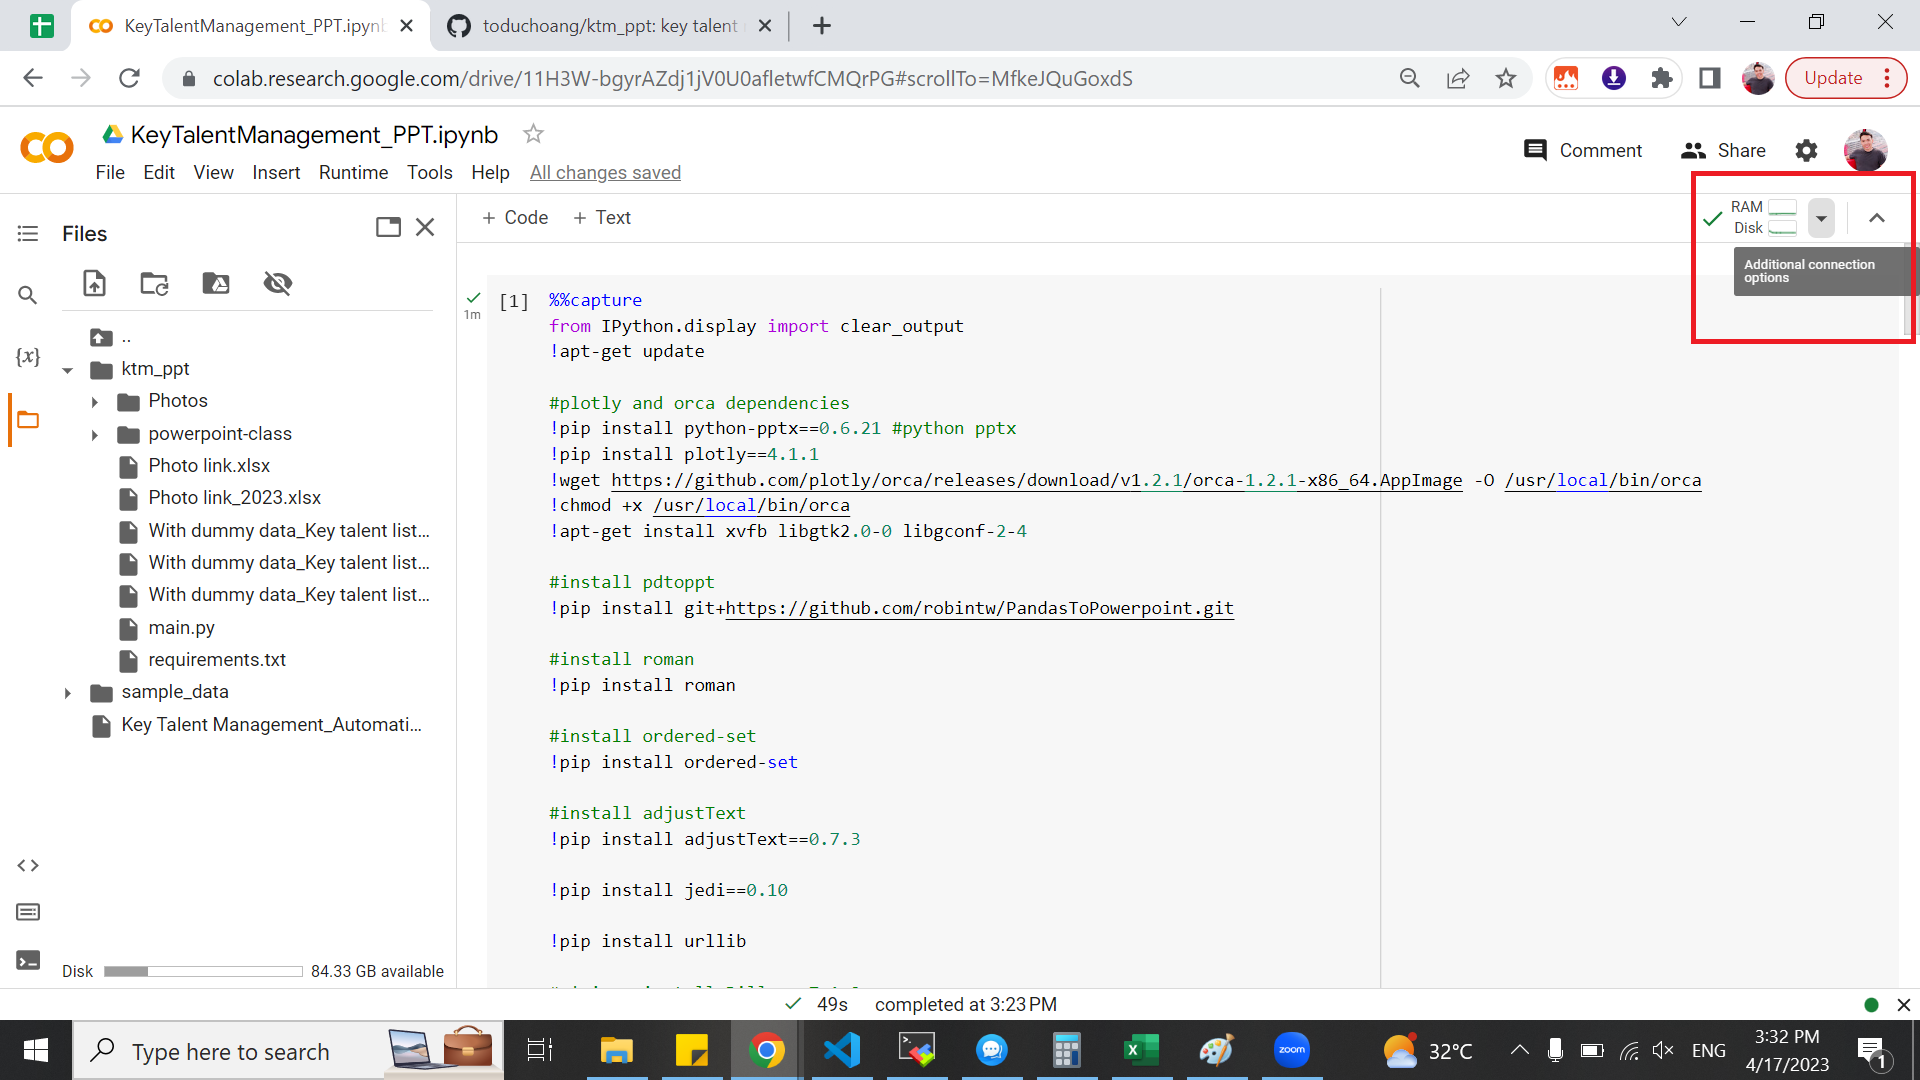 KeyTalentManagement_PPT.ipynb
toduchoang/ktm_ppt: key talent
colab.research.google.com/drive/11H3W-bgyrAZdj1jV0U0afletwfCMQrPG#scrollTo=MfkeJQuGoxdS
Update
KeyTalentManagement_PPT.ipynb
Comment
Share
File Edit View Insert Runtime Tools Help All changes saved
Files
+ Code + Text
RAM
Disk
Additional connection
options
..
ktm_ppt
Photos
powerpoint-class
Photo link.xlsx
Photo link_2023.xlsx
With dummy data_Key talent list...
With dummy data_Key talent list...
With dummy data_Key talent list...
main.py
requirements.txt
sample_data
Key Talent Management_Automati...
{x}
Disk 84.33 GB available
1m
[1] %%capture
from IPython.display import clear_output
!apt-get update
#plotly and orca dependencies
!pip install python-pptx==0.6.21 #python pptx
!pip install plotly==4.1.1
!wget https://github.com/plotly/orca/releases/download/v1.2.1/orca-1.2.1-x86_64.AppImage -O /usr/local/bin/orca
!chmod +x /usr/local/bin/orca
!apt-get install xvfb libgtk2.0-0 libgconf-2-4
#install pdtoppt
!pip install git+https://github.com/robintw/PandasToPowerpoint.git
#install roman
!pip install roman
#install ordered-set
!pip install ordered-set
#install adjustText
!pip install adjustText==0.7.3
!pip install jedi==0.10
!pip install urllib
49s completed at 3:23 PM
Type here to search
zoom
32°C
ENG
3:32 PM
4/17/2023
1